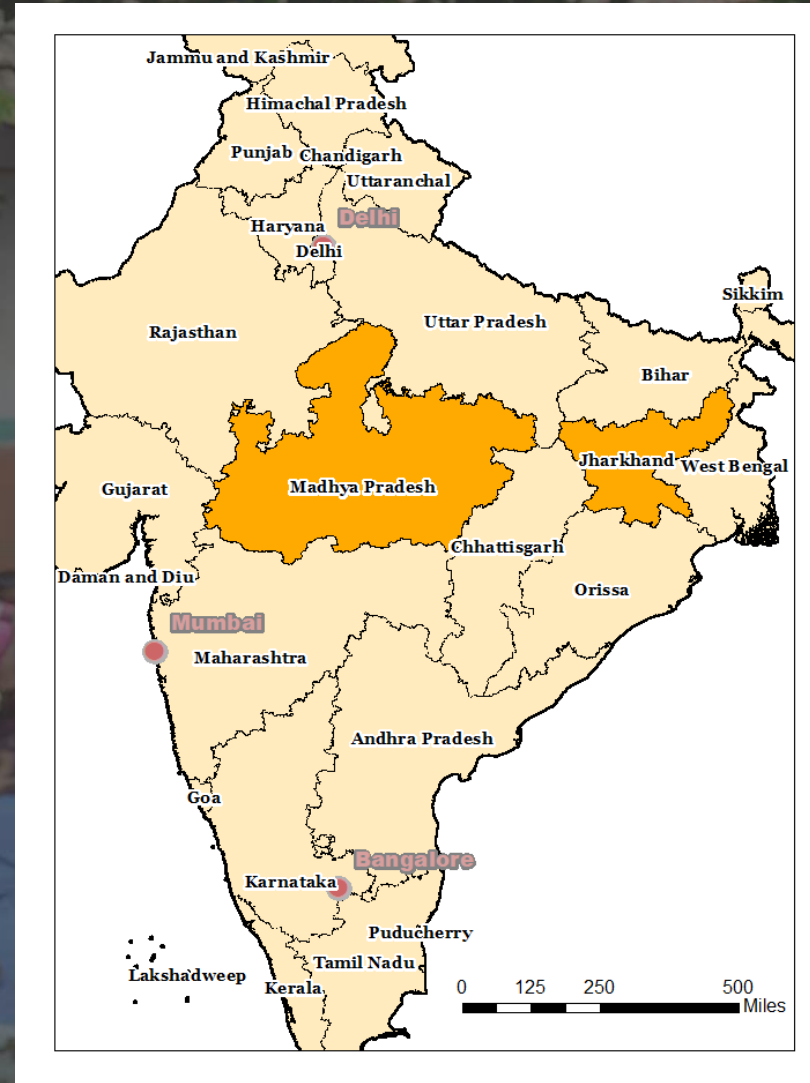 Jammu and Kashmir
Himachal Pradesh
Punjab
Chandigarh
Uttaranchal
Haryana
Delhi
Delhi
Sikkim
Rajasthan
Uttar Pradesh
Bihar
Jharkhand
West Bengal
Gujarat
Madhya Pradesh
Chhattisgarh
Daman and Diu
Orissa
Mumbai
Maharashtra
Andhra Pradesh
Goa
Bangalore
Karnataka
Puducherry
Tamil Nadu
Lakshadweep
Kerala
0 125 250 500
Miles